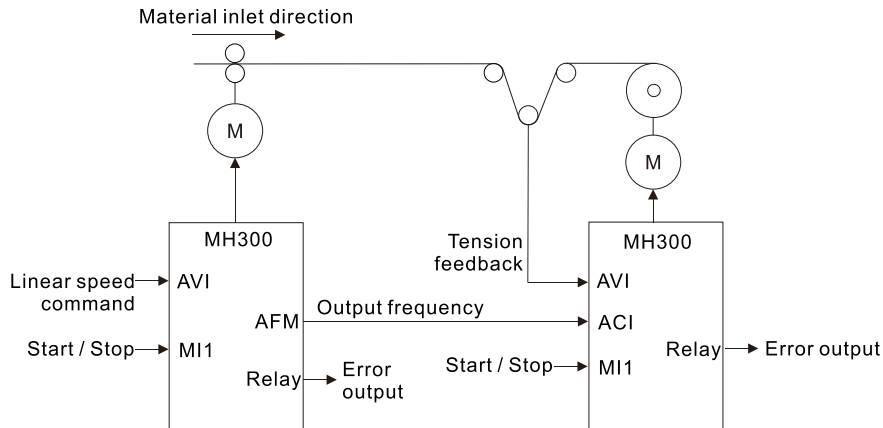 Material inlet direction
M
M
MH300
Linear speed
command
AVI
AFM
Output frequency
Start / Stop
MI1
Relay
Error
output
Tension
feedback
MH300
AVI
ACI
Start / Stop
MI1
Relay
Error output